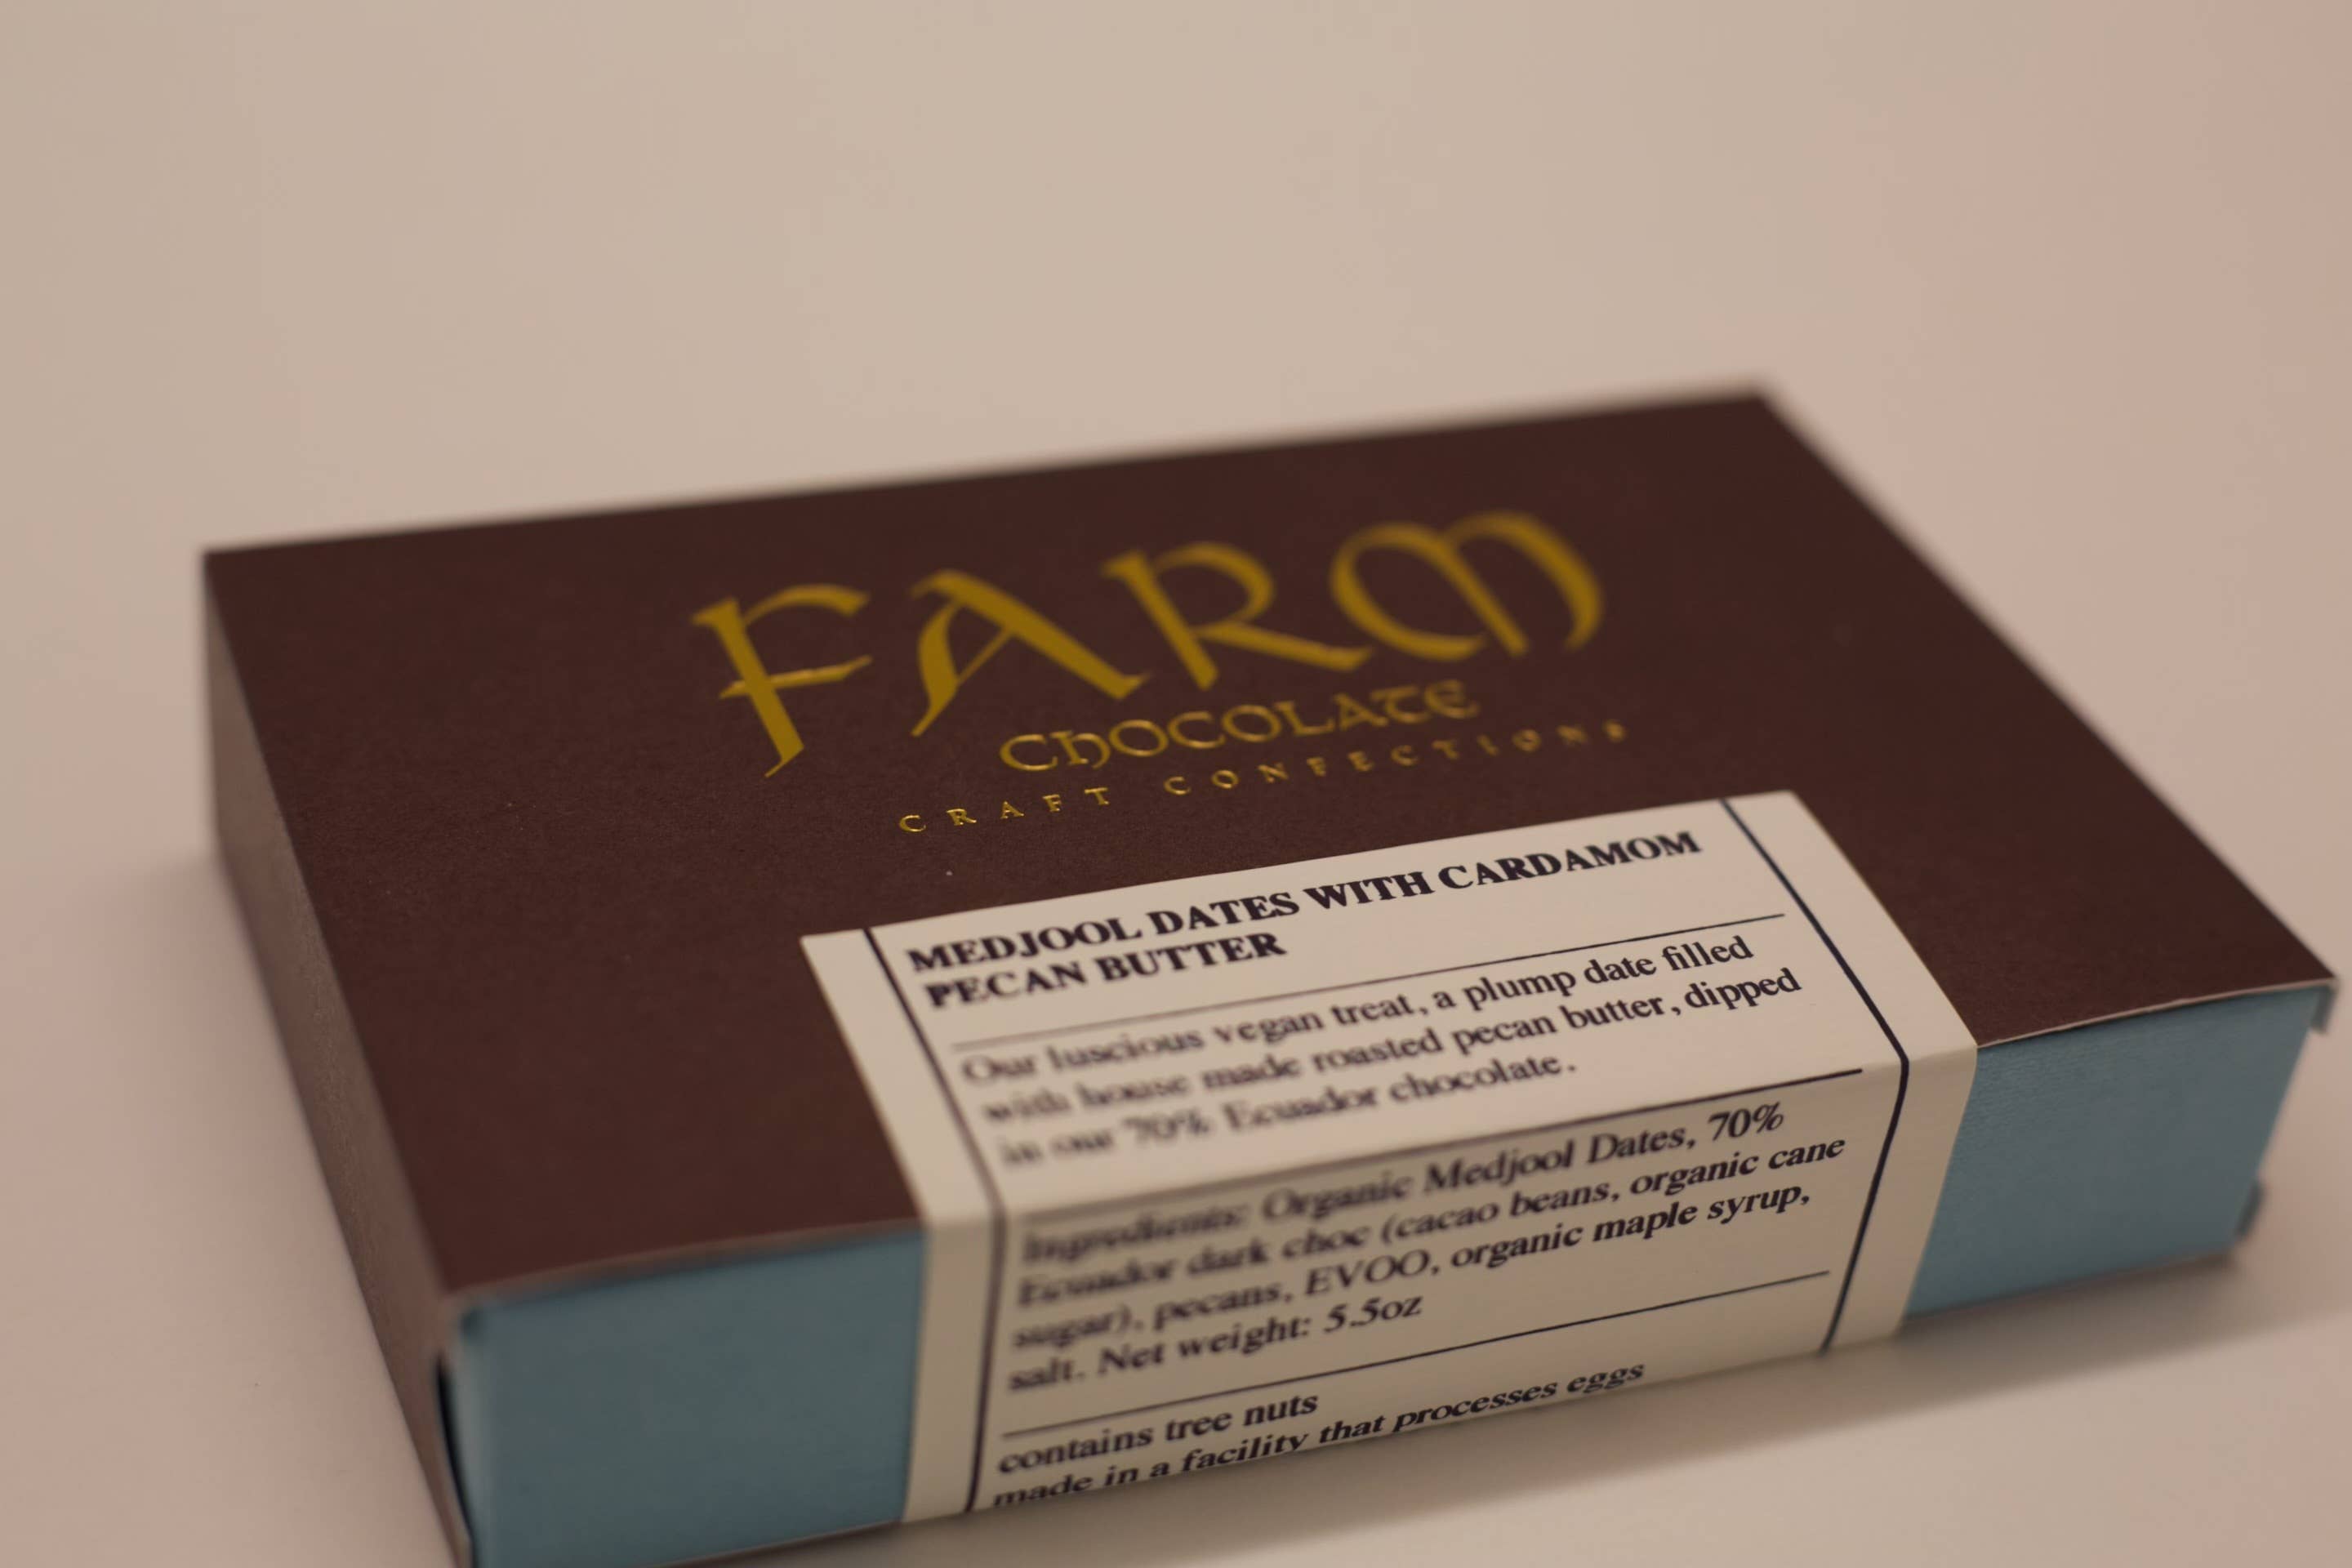 FARM
CHOCOLATE
CRAFT CONFECTIONS
MEDJOOL DATES WITH CARDAMOM
PECAN BUTTER
Our luscious vegan treat, a plump date filled
with house made roasted pecan butter, dipped
in our 70% Ecuador chocolate.
Ingredients: Organic Medjool Dates, 70%
Ecuador dark choc (cacao beans, organic cane
sugar), pecans, EVOO, organic maple syrup,
salt. Net weight: 5.5oz
contains tree nuts
made in a facility that processes eggs